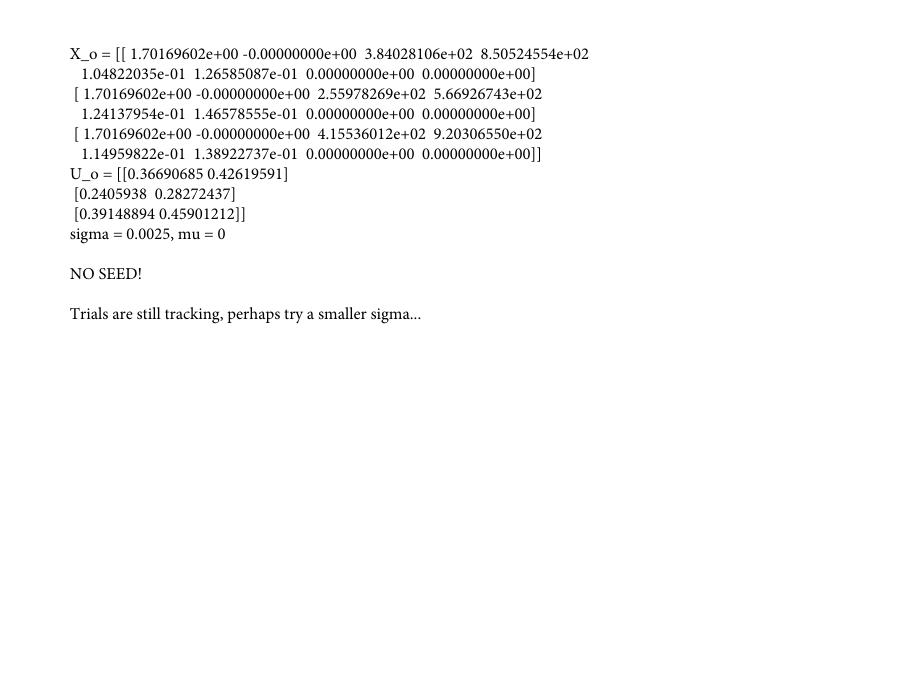 X_o = [[ 1.70169602e+00 -0.00000000e+00  3.84028106e+02  8.50524554e+02
   1.04822035e-01  1.26585087e-01  0.00000000e+00  0.00000000e+00]
 [ 1.70169602e+00 -0.00000000e+00  2.55978269e+02  5.66926743e+02
   1.24137954e-01  1.46578555e-01  0.00000000e+00  0.00000000e+00]
 [ 1.70169602e+00 -0.00000000e+00  4.15536012e+02  9.20306550e+02
   1.14959822e-01  1.38922737e-01  0.00000000e+00  0.00000000e+00]]
U_o = [[0.36690685 0.42619591]
 [0.2405938  0.28272437]
 [0.39148894 0.45901212]]
sigma = 0.0025, mu = 0
NO SEED!
Trials are still tracking, perhaps try a smaller sigma...